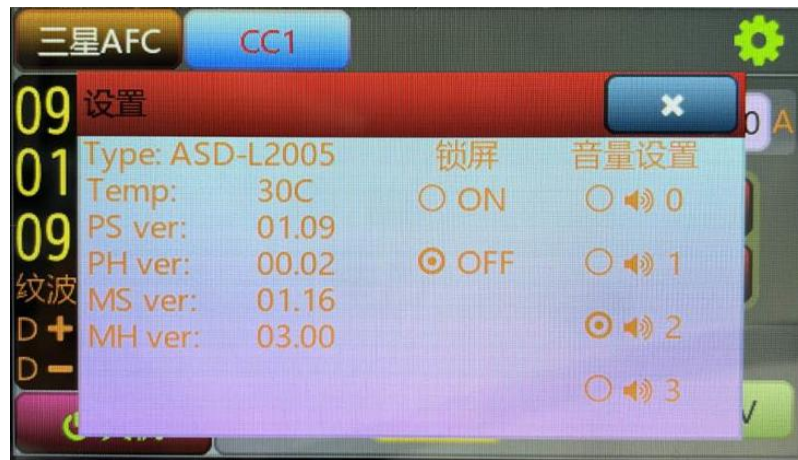 三星AFC CC1
09 设置 0 A
Type: ASD-L2005 锁屏 音量设置
01 Temp: 30C ON 0
PS ver: 01.09
09 PH ver: 00.02 OFF 1
纹波 MS ver: 01.16
D+ MH ver: 03.00 2
D-
3
V